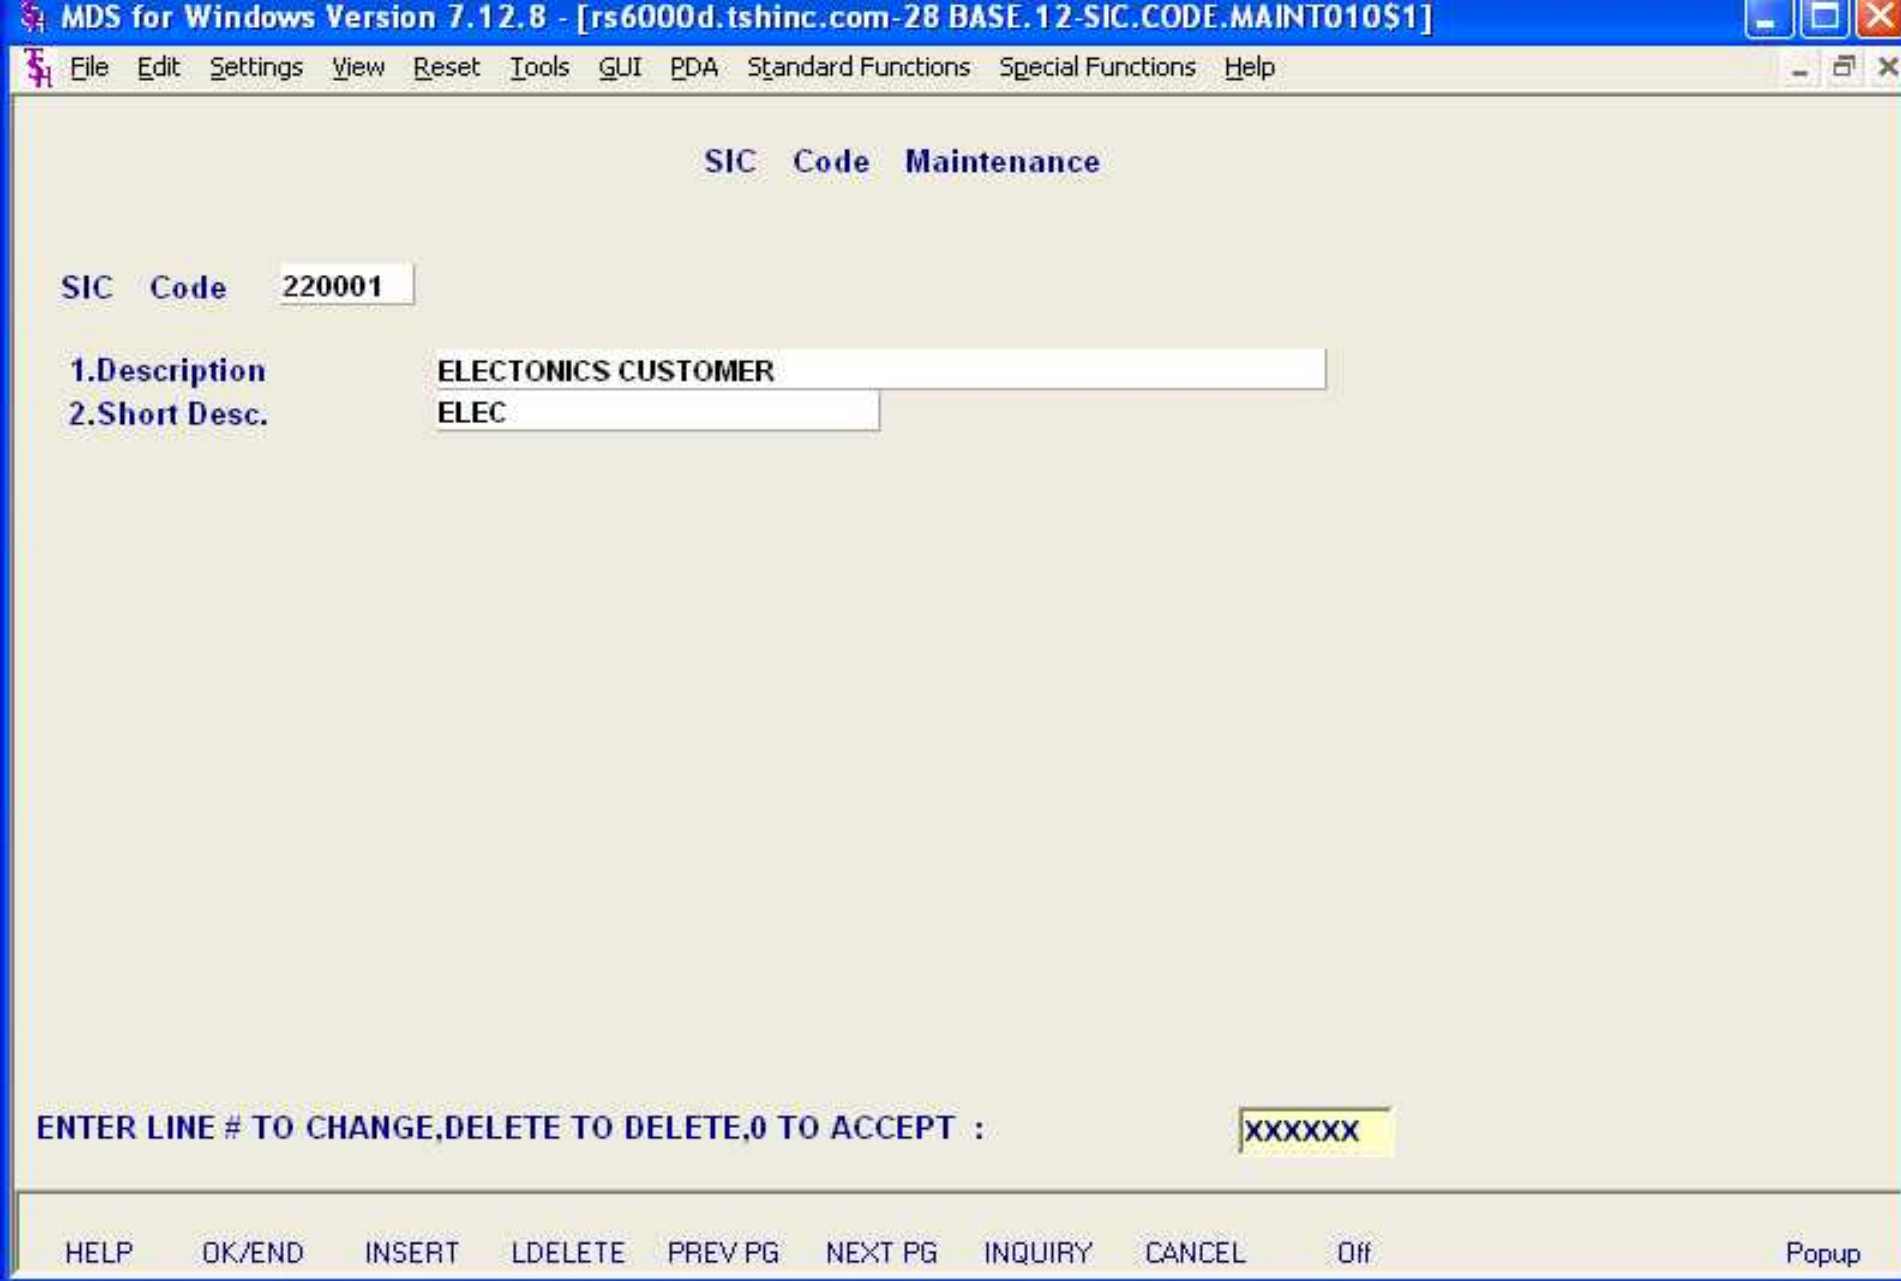 MDS for Windows Version 7.12.8 - [rs6000d.tshinc.com-28 BASE.12-SIC.CODE.MAINT010$1]
File Edit Settings View Reset Tools GUI PDA Standard Functions Special Functions Help
SIC Code Maintenance
SIC Code 220001
1.Description ELECTONICS CUSTOMER
2.Short Desc. ELEC
ENTER LINE # TO CHANGE,DELETE TO DELETE,0 TO ACCEPT : XXXXXX
HELP OK/END INSERT LDELETE PREV PG NEXT PG INQUIRY CANCEL Off Popup